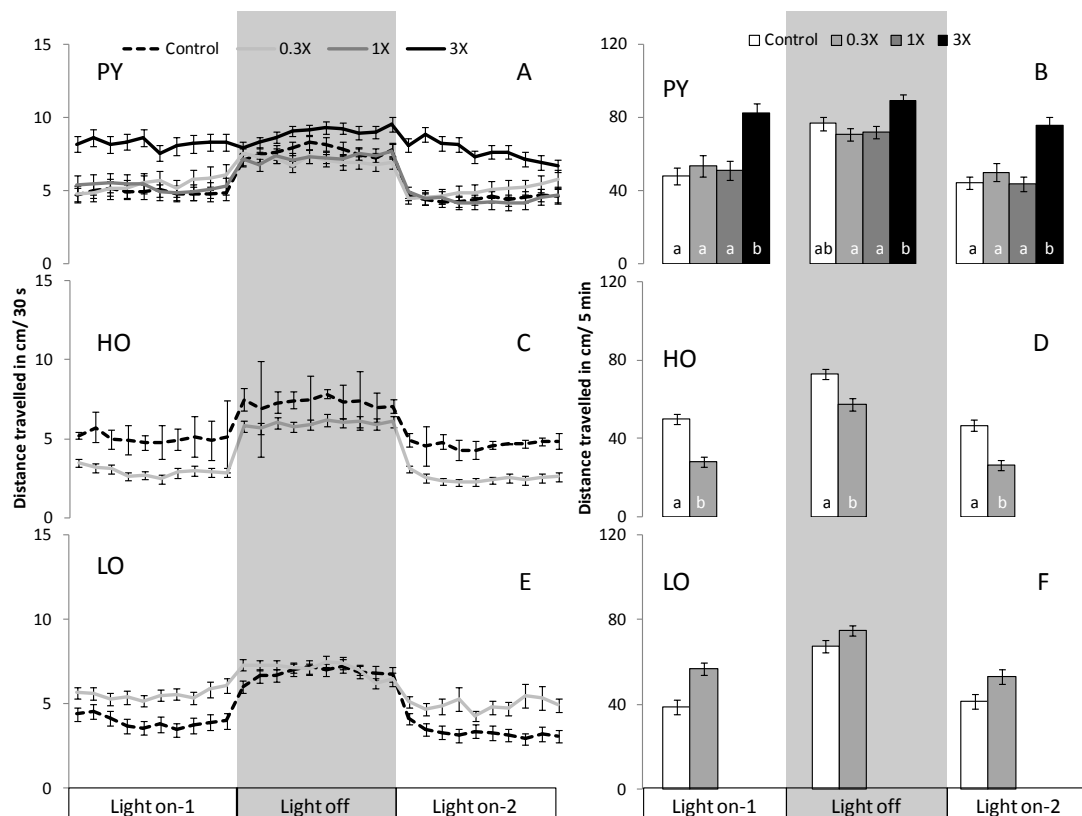 Control 0.3X 1X 3X
PY A
15
10
5
0
Distance travelled in cm/ 30 s
HO C
15
10
5
0
LO E
15
10
5
0
Light on-1 Light off Light on-2
Control 0.3X 1X 3X
PY B
120
80
40
0
a a a b ab a a b a a a b
Distance travelled in cm/ 5 min
HO D
120
80
40
0
a b a b a b
LO F
120
80
40
0
Light on-1 Light off Light on-2